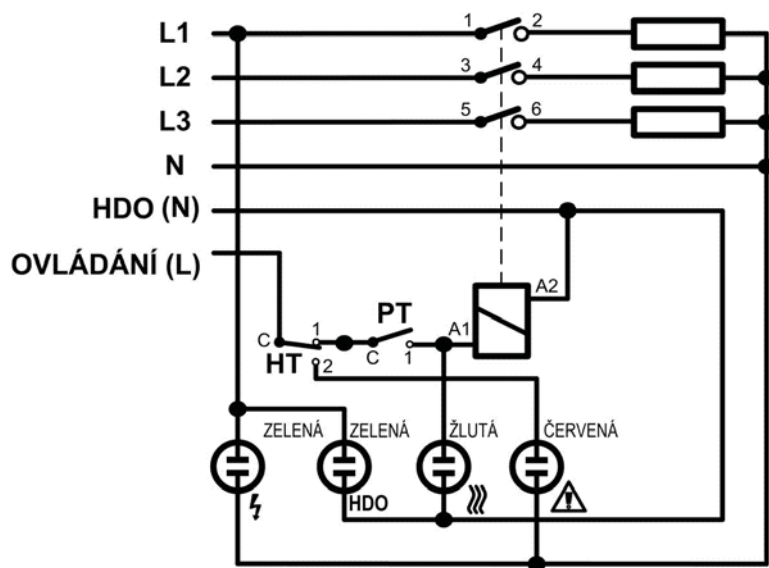 L1 1 2
L2 3 4
L3 5 6
N
HDO (N)
OVLÁDÁNÍ (L)
A2
PT
A1
C 1 C 1
HT 2
ZELENÁ ZELENÁ ŽLUTÁ ČERVENÁ
HDO